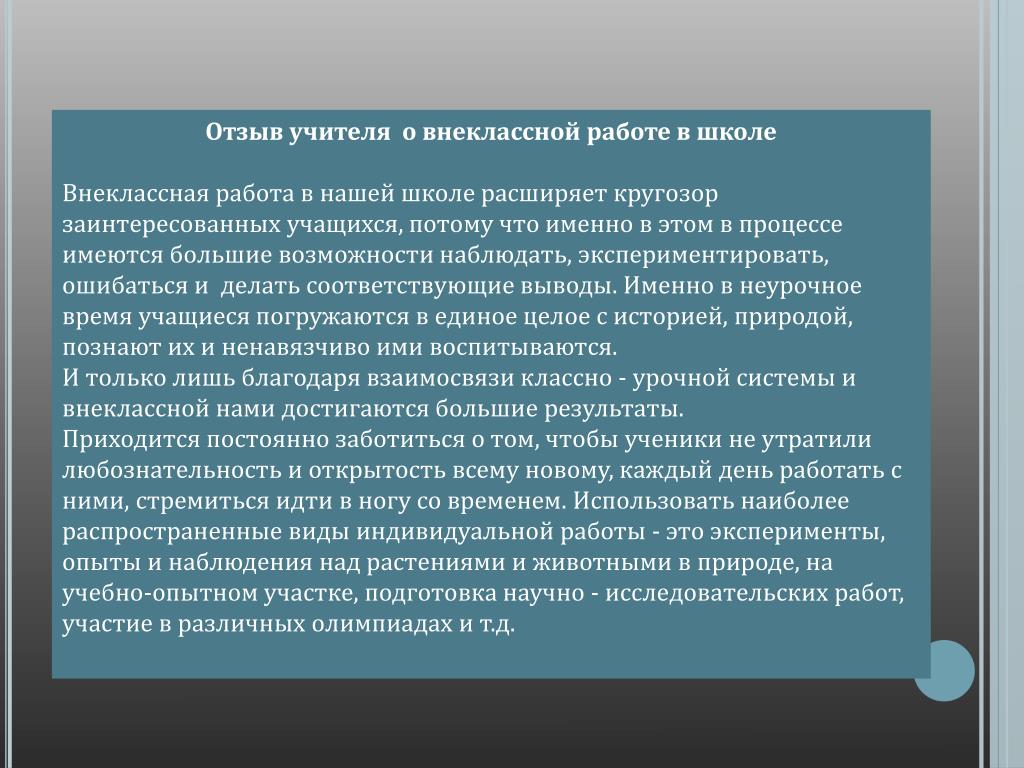 Отзыв учителя  о внеклассной работе в школе
Внеклассная работа в нашей школе расширяет кругозор
заинтересованных учащихся, потому что именно в этом в процессе
имеются большие возможности наблюдать, экспериментировать,
ошибаться и  делать соответствующие выводы. Именно в неурочное
время учащиеся погружаются в единое целое с историей, природой,
познают их и ненавязчиво ими воспитываются.
И только лишь благодаря взаимосвязи классно - урочной системы и
внеклассной нами достигаются большие результаты.
Приходится постоянно заботиться о том, чтобы ученики не утратили
любознательность и открытость всему новому, каждый день работать с
ними, стремиться идти в ногу со временем. Использовать наиболее
распространенные виды индивидуальной работы - это эксперименты,
опыты и наблюдения над растениями и животными в природе, на
учебно-опытном участке, подготовка научно - исследовательских работ,
участие в различных олимпиадах и т.д.